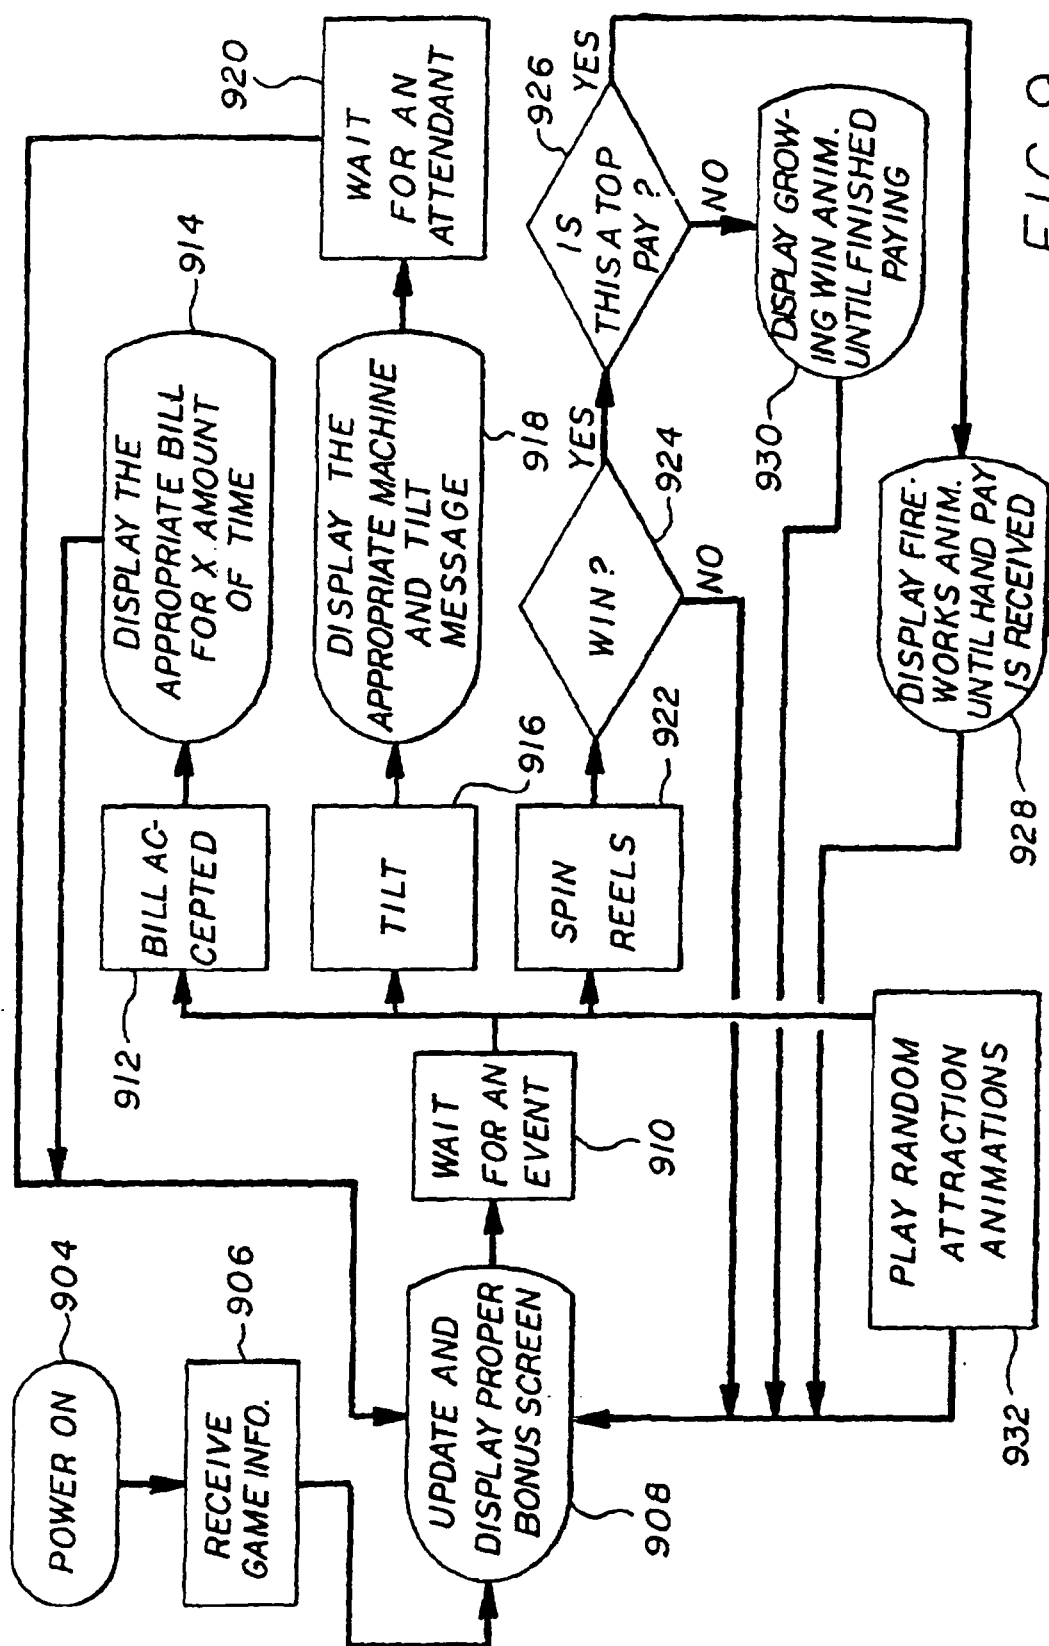 904
POWER ON
906
RECEIVE
GAME INFO.
UPDATE AND
DISPLAY PROPER
BONUS SCREEN
908
WAIT
FOR AN
EVENT
910
912
BILL AC-
CEPTED
DISPLAY THE
APPROPRIATE BILL
FOR X AMOUNT
OF TIME
914
TILT
916
DISPLAY THE
APPROPRIATE MACHINE
AND TILT
MESSAGE
918
920
WAIT
FOR AN
ATTENDANT
SPIN
REELS
922
WIN?
924
YES
NO
IS
THIS A TOP
PAY?
926
YES
NO
DISPLAY GROW-
ING WIN ANIM.
UNTIL FINISHED
PAYING
930
DISPLAY FIRE-
WORKS ANIM.
UNTIL HAND PAY
IS RECEIVED
928
PLAY RANDOM
ATTRACTION
ANIMATIONS
932